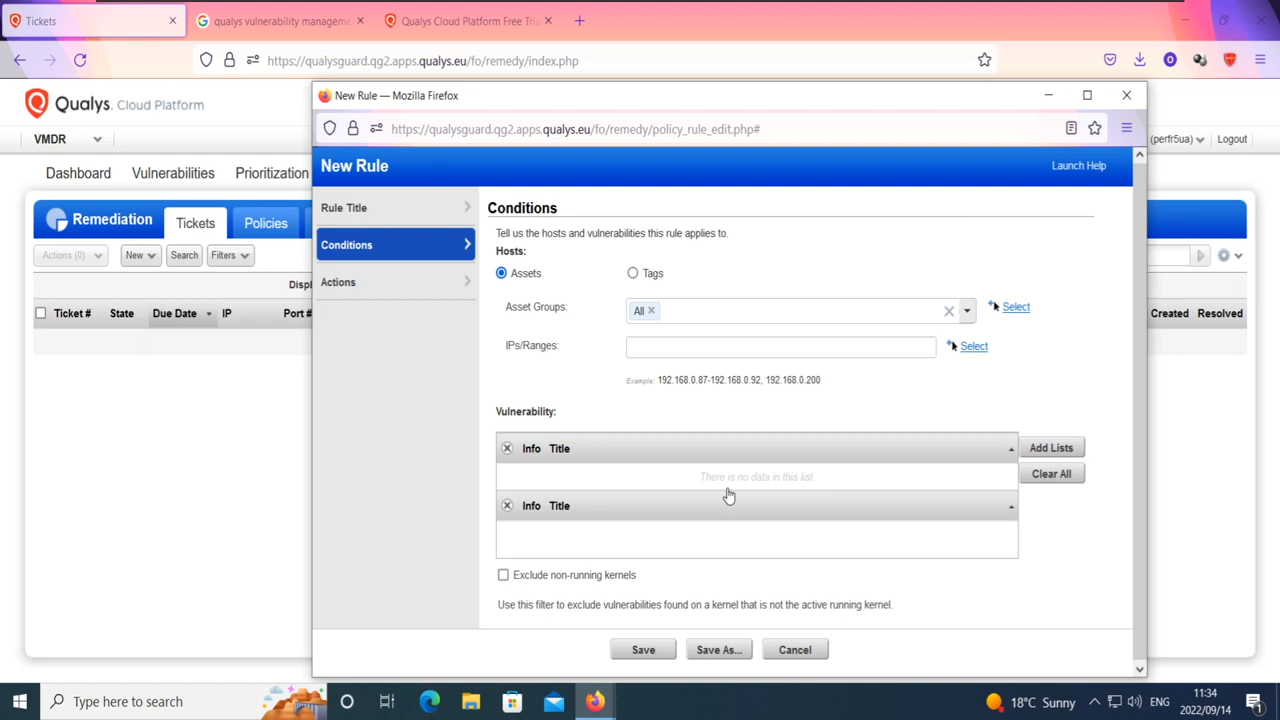 Tickets
qualys vulnerability manageme
Qualys Cloud Platform Free Tria
https://qualysguard.qg2.apps.qualys.eu/fo/remedy/index.php
Qualys. Cloud Platform
VMDR
(perfr5ua)
Logout
Dashboard
Vulnerabilities
Prioritization
Remediation
Tickets
Policies
Actions (0)
New
Search
Filters
Displ
Ticket #
State
Due Date
IP
Port #
Created
Resolved
New Rule — Mozilla Firefox
https://qualysguard.qg2.apps.qualys.eu/fo/remedy/policy_rule_edit.php#
New Rule
Launch Help
Rule Title
Conditions
Actions
Conditions
Tell us the hosts and vulnerabilities this rule applies to.
Hosts:
Assets
Tags
Asset Groups:
All
Select
IPs/Ranges:
Select
Example: 192.168.0.87-192.168.0.92, 192.168.0.200
Vulnerability:
Info Title
Add Lists
There is no data in this list.
Clear All
Info Title
Exclude non-running kernels
Use this filter to exclude vulnerabilities found on a kernel that is not the active running kernel.
Save
Save As...
Cancel
Type here to search
18°C Sunny
ENG
11:34
2022/09/14
1